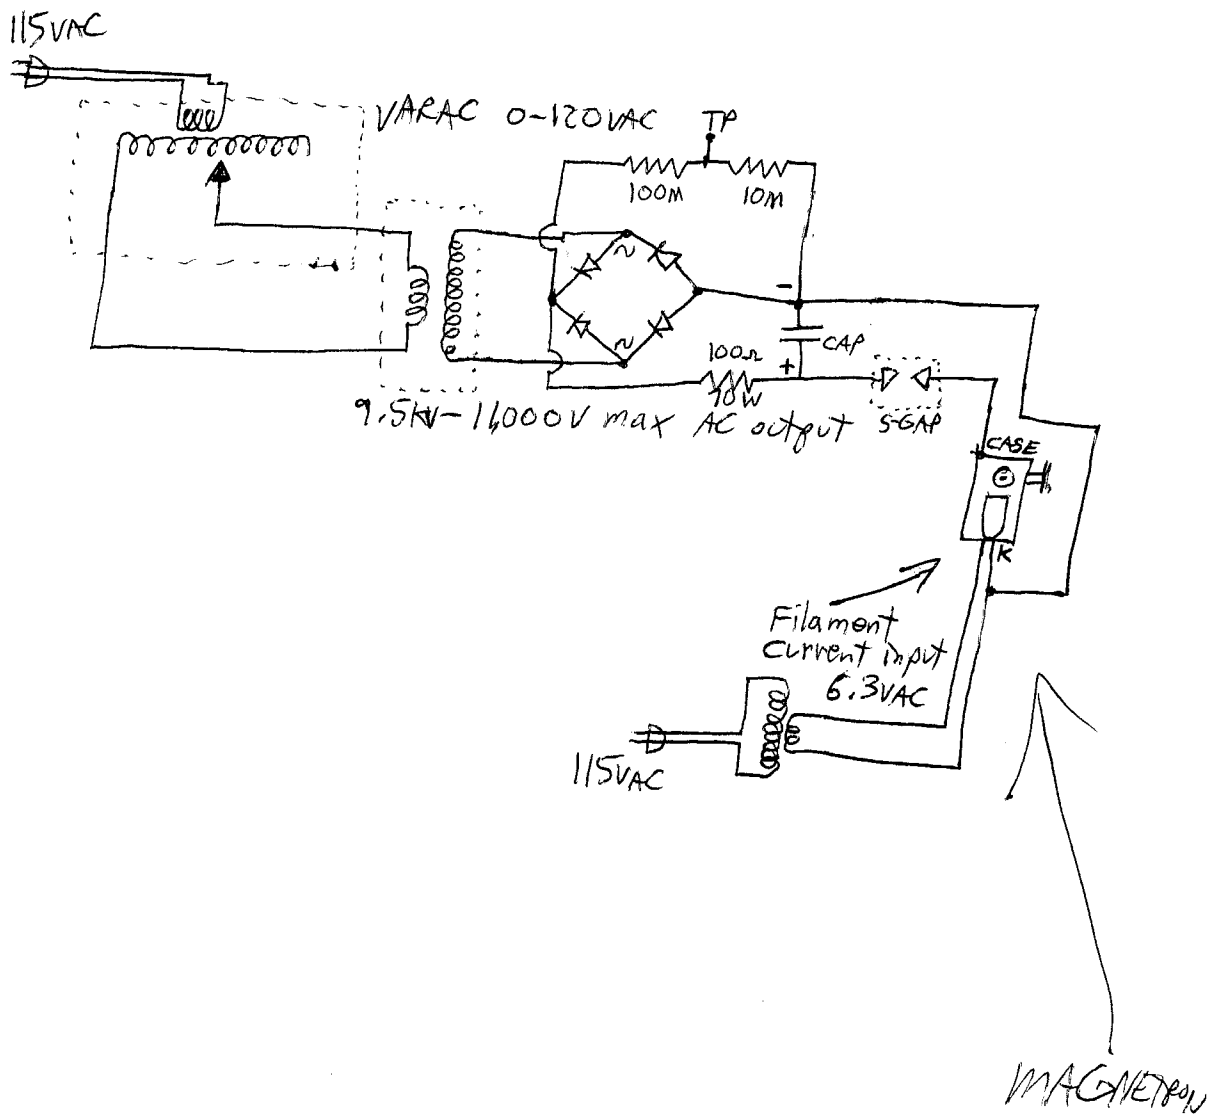 115VAC
VARAC 0-120VAC
TP
100M
10M
~
-
CAP
100Ω
+
10W
~
S-GAP
9.5KV-11,000V max AC output
CASE
K
Filament
Current input
6.3VAC
115VAC
MAGNETRON